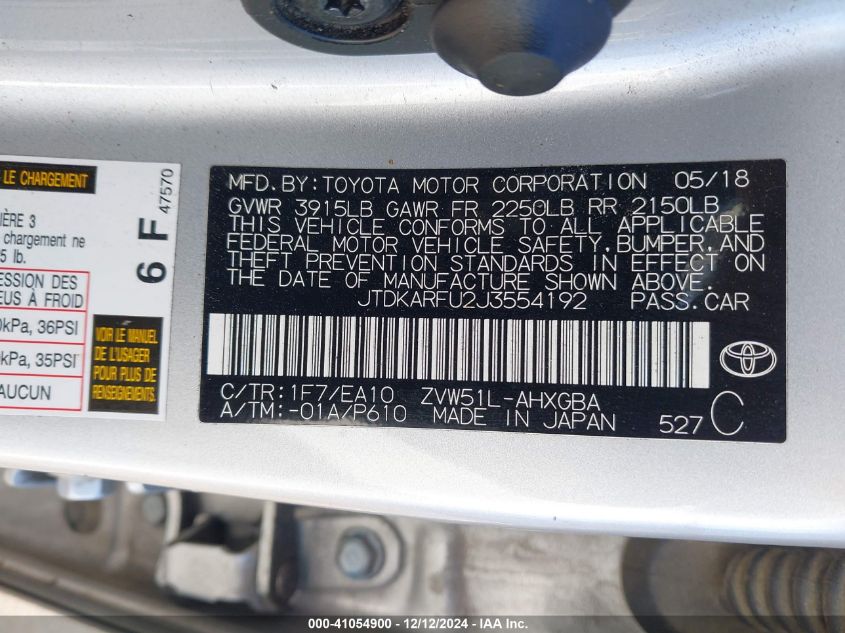 LE CHARGEMENT
IÈRE 3
chargement ne
5 lb.
ESSION DES
EUS À FROID
0kPa, 36PSI
0kPa, 35PSI
AUCUN
6 F 47570
VOIR LE MANUEL
DE L'USAGER
POUR PLUS DE
RENSEIGNEMENTS
MFD.BY:TOYOTA MOTOR CORPORATION 05/18
GVWR 3915LB GAWR FR 2250LB RR 2150LB
THIS VEHICLE CONFORMS TO ALL APPLICABLE
FEDERAL MOTOR VEHICLE SAFETY,BUMPER,AND
THEFT PREVENTION STANDARDS IN EFFECT ON
THE DATE OF MANUFACTURE SHOWN ABOVE.
JTDKARFU2J3554192 PASS.CAR
C/TR:1F7/EA10 ZVW51L-AHXGBA
A/TM:-01A/P610 MADE IN JAPAN 527 C
000-41054900 - 12/12/2024 - IAA Inc.